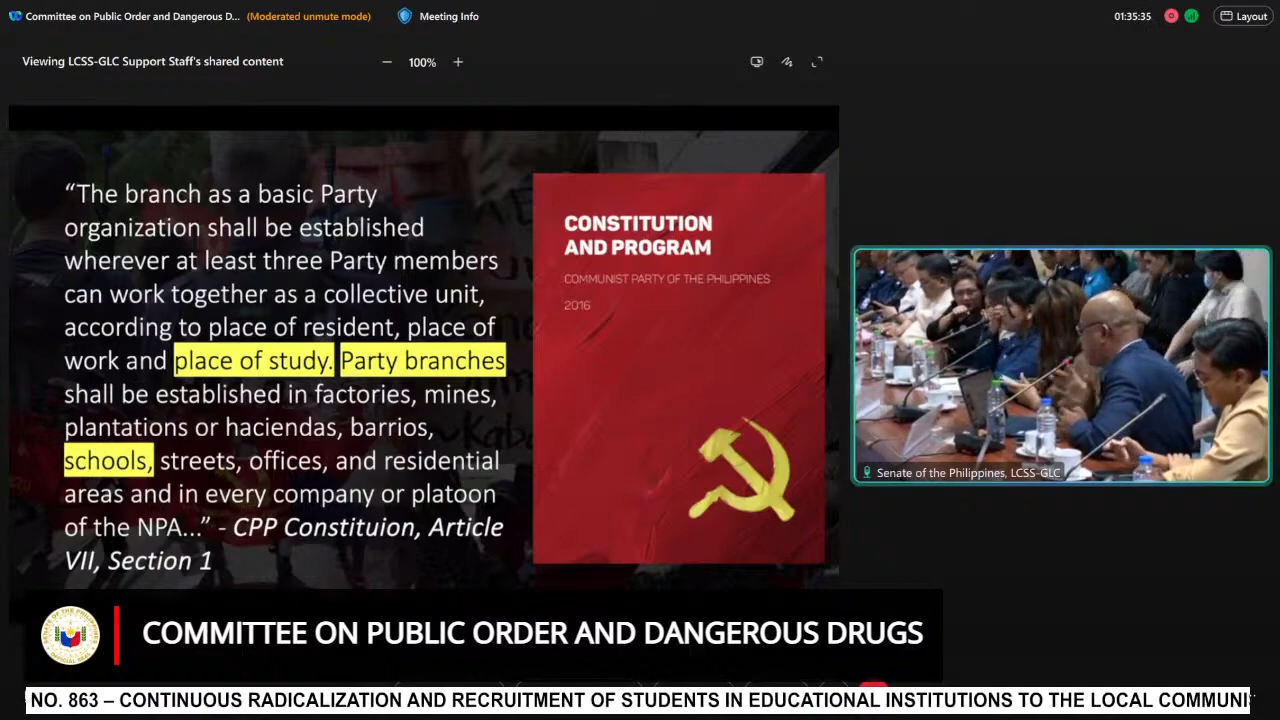 Committee on Public Order and Dangerous D... (Moderated unmute mode) Meeting Info 01:35:35 Layout
Viewing LCSS-GLC Support Staff's shared content 100%
“The branch as a basic Party
organization shall be established
wherever at least three Party members
can work together as a collective unit,
according to place of resident, place of
work and place of study. Party branches
shall be established in factories, mines,
plantations or haciendas, barrios,
schools, streets, offices, and residential
areas and in every company or platoon
of the NPA...” - CPP Constituion, Article
VII, Section 1
CONSTITUTION
AND PROGRAM
COMMUNIST PARTY OF THE PHILIPPINES
2016
Senate of the Philippines, LCSS-GLC
COMMITTEE ON PUBLIC ORDER AND DANGEROUS DRUGS
NO. 863 – CONTINUOUS RADICALIZATION AND RECRUITMENT OF STUDENTS IN EDUCATIONAL INSTITUTIONS TO THE LOCAL COMMUNI